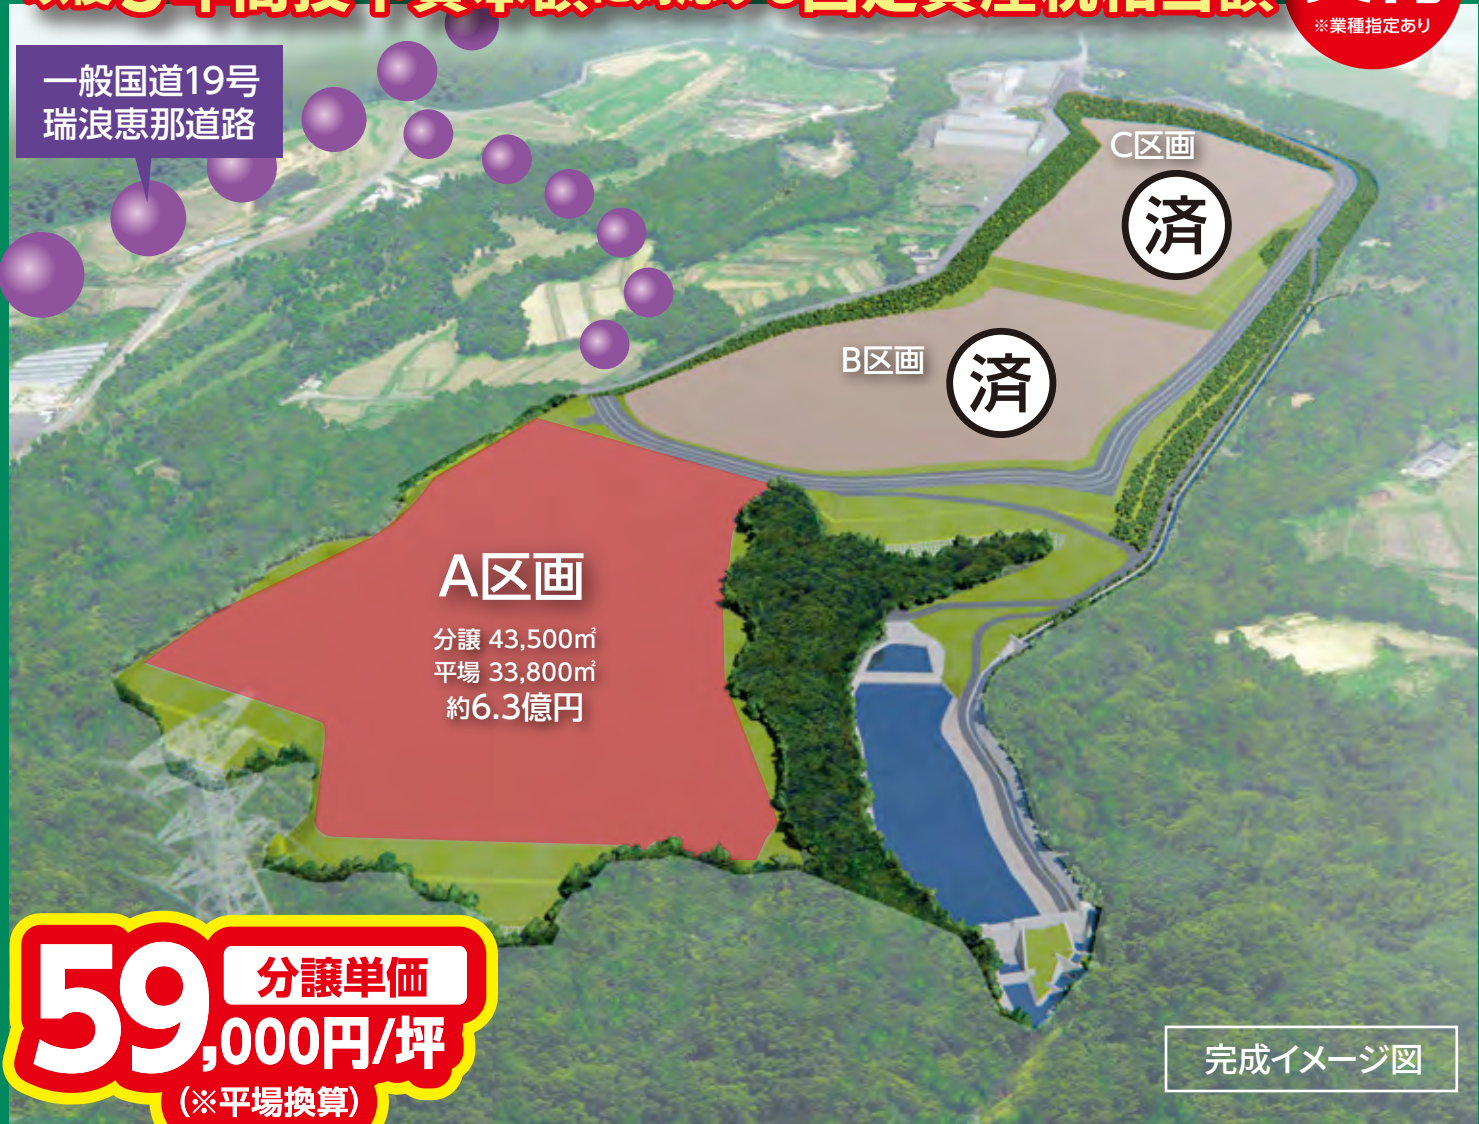 ※業種指定あり
一般国道19号
瑞浪恵那道路
C区画
済
B区画
済
A区画
分譲 43,500㎡
平場 33,800㎡
約6.3億円
分譲単価
59,000円/坪
(※平場換算)
完成イメージ図